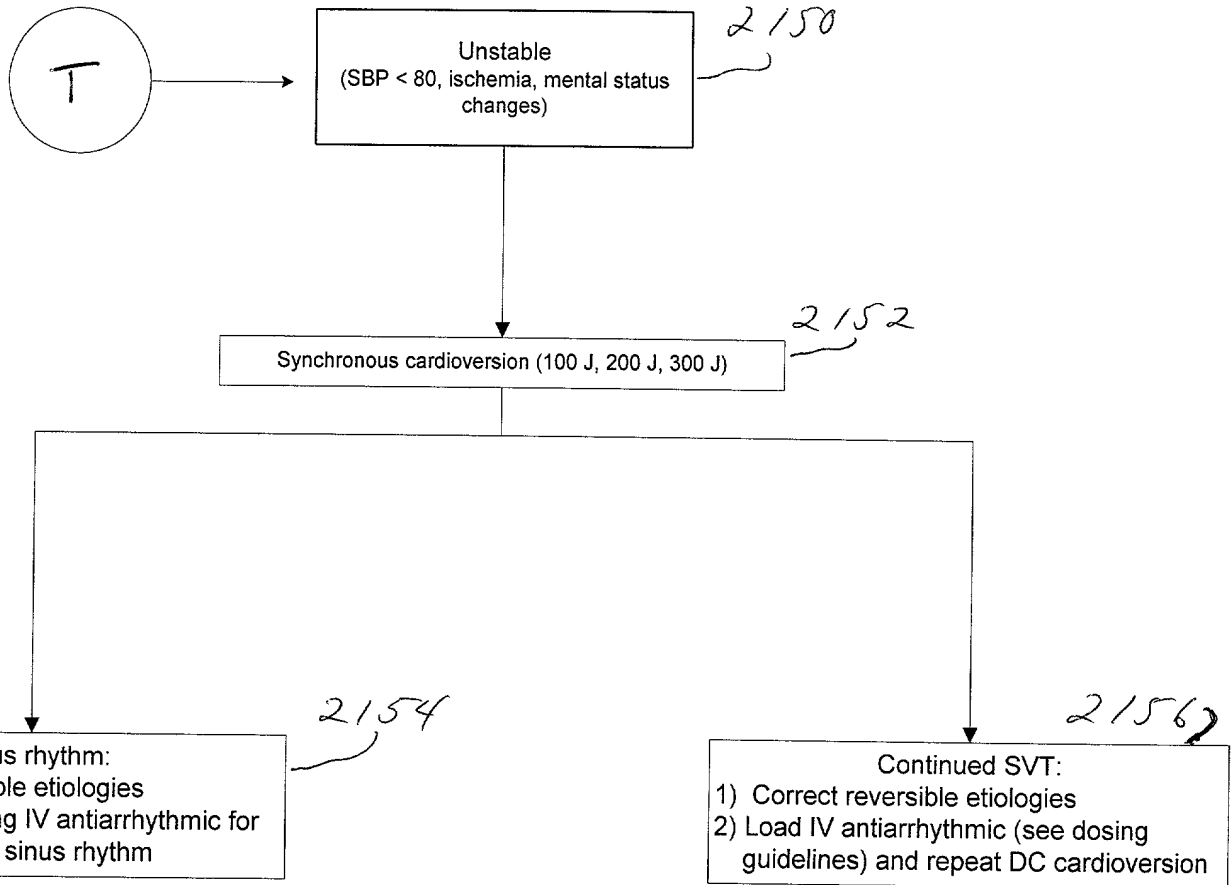 T
Unstable
(SBP < 80, ischemia, mental status
changes)
2150
Synchronous cardioversion (100 J, 200 J, 300 J)
2152
us rhythm:
ble etiologies
g IV antiarrhythmic for
sinus rhythm
2154
Continued SVT:
1) Correct reversible etiologies
2) Load IV antiarrhythmic (see dosing
guidelines) and repeat DC cardioversion
2156